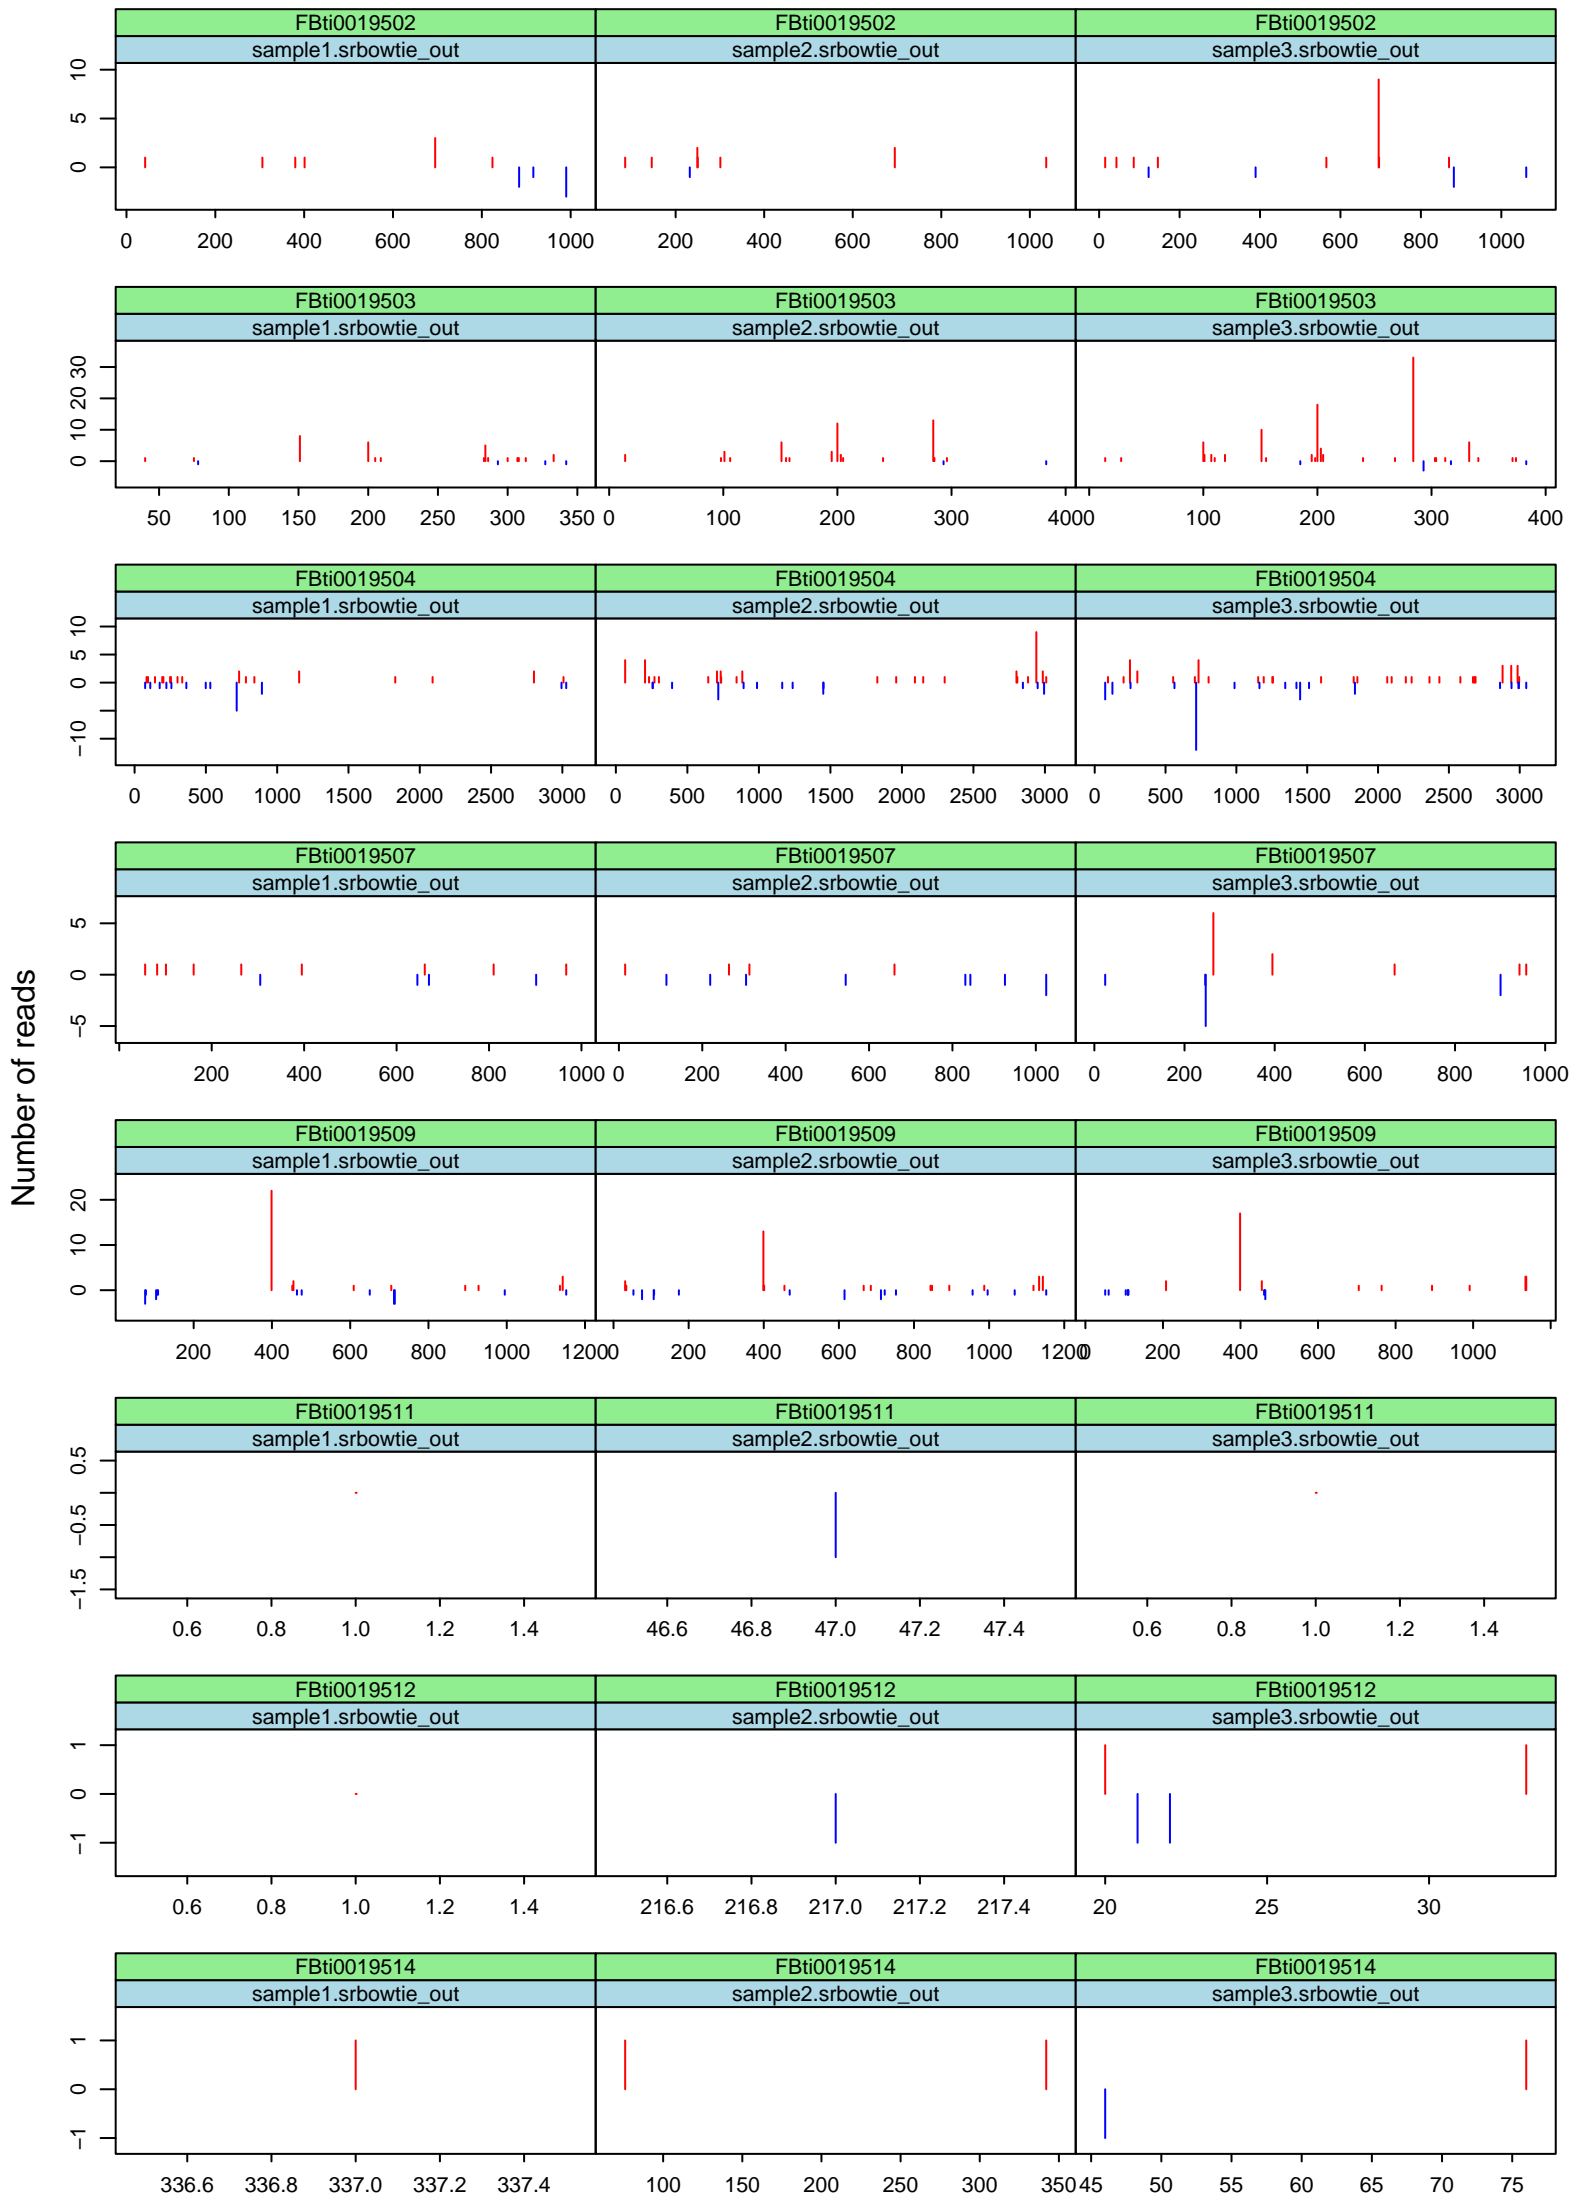 FBti0019502 FBti0019502 FBti0019502
sample1.srbowtie_out sample2.srbowtie_out sample3.srbowtie_out
10
5
0
0 200 400 600 800 1000 200 400 600 800 1000 0 200 400 600 800 1000
FBti0019503 FBti0019503 FBti0019503
sample1.srbowtie_out sample2.srbowtie_out sample3.srbowtie_out
30
20
10
0
50 100 150 200 250 300 350 0 100 200 300 400 0 100 200 300 400
FBti0019504 FBti0019504 FBti0019504
sample1.srbowtie_out sample2.srbowtie_out sample3.srbowtie_out
10
5
0
−10
0 500 1000 1500 2000 2500 3000 0 500 1000 1500 2000 2500 3000 0 500 1000 1500 2000 2500 3000
FBti0019507 FBti0019507 FBti0019507
sample1.srbowtie_out sample2.srbowtie_out sample3.srbowtie_out
5
0
−5
200 400 600 800 1000 0 200 400 600 800 1000 0 200 400 600 800 1000
Number of reads
FBti0019509 FBti0019509 FBti0019509
sample1.srbowtie_out sample2.srbowtie_out sample3.srbowtie_out
20
10
0
200 400 600 800 1000 1200 0 200 400 600 800 1000 1200 0 200 400 600 800 1000
FBti0019511 FBti0019511 FBti0019511
sample1.srbowtie_out sample2.srbowtie_out sample3.srbowtie_out
0.5
−0.5
−1.5
0.6 0.8 1.0 1.2 1.4 46.6 46.8 47.0 47.2 47.4 0.6 0.8 1.0 1.2 1.4
FBti0019512 FBti0019512 FBti0019512
sample1.srbowtie_out sample2.srbowtie_out sample3.srbowtie_out
1
0
−1
0.6 0.8 1.0 1.2 1.4 216.6 216.8 217.0 217.2 217.4 20 25 30
FBti0019514 FBti0019514 FBti0019514
sample1.srbowtie_out sample2.srbowtie_out sample3.srbowtie_out
1
0
−1
336.6 336.8 337.0 337.2 337.4 100 150 200 250 300 350 45 50 55 60 65 70 75